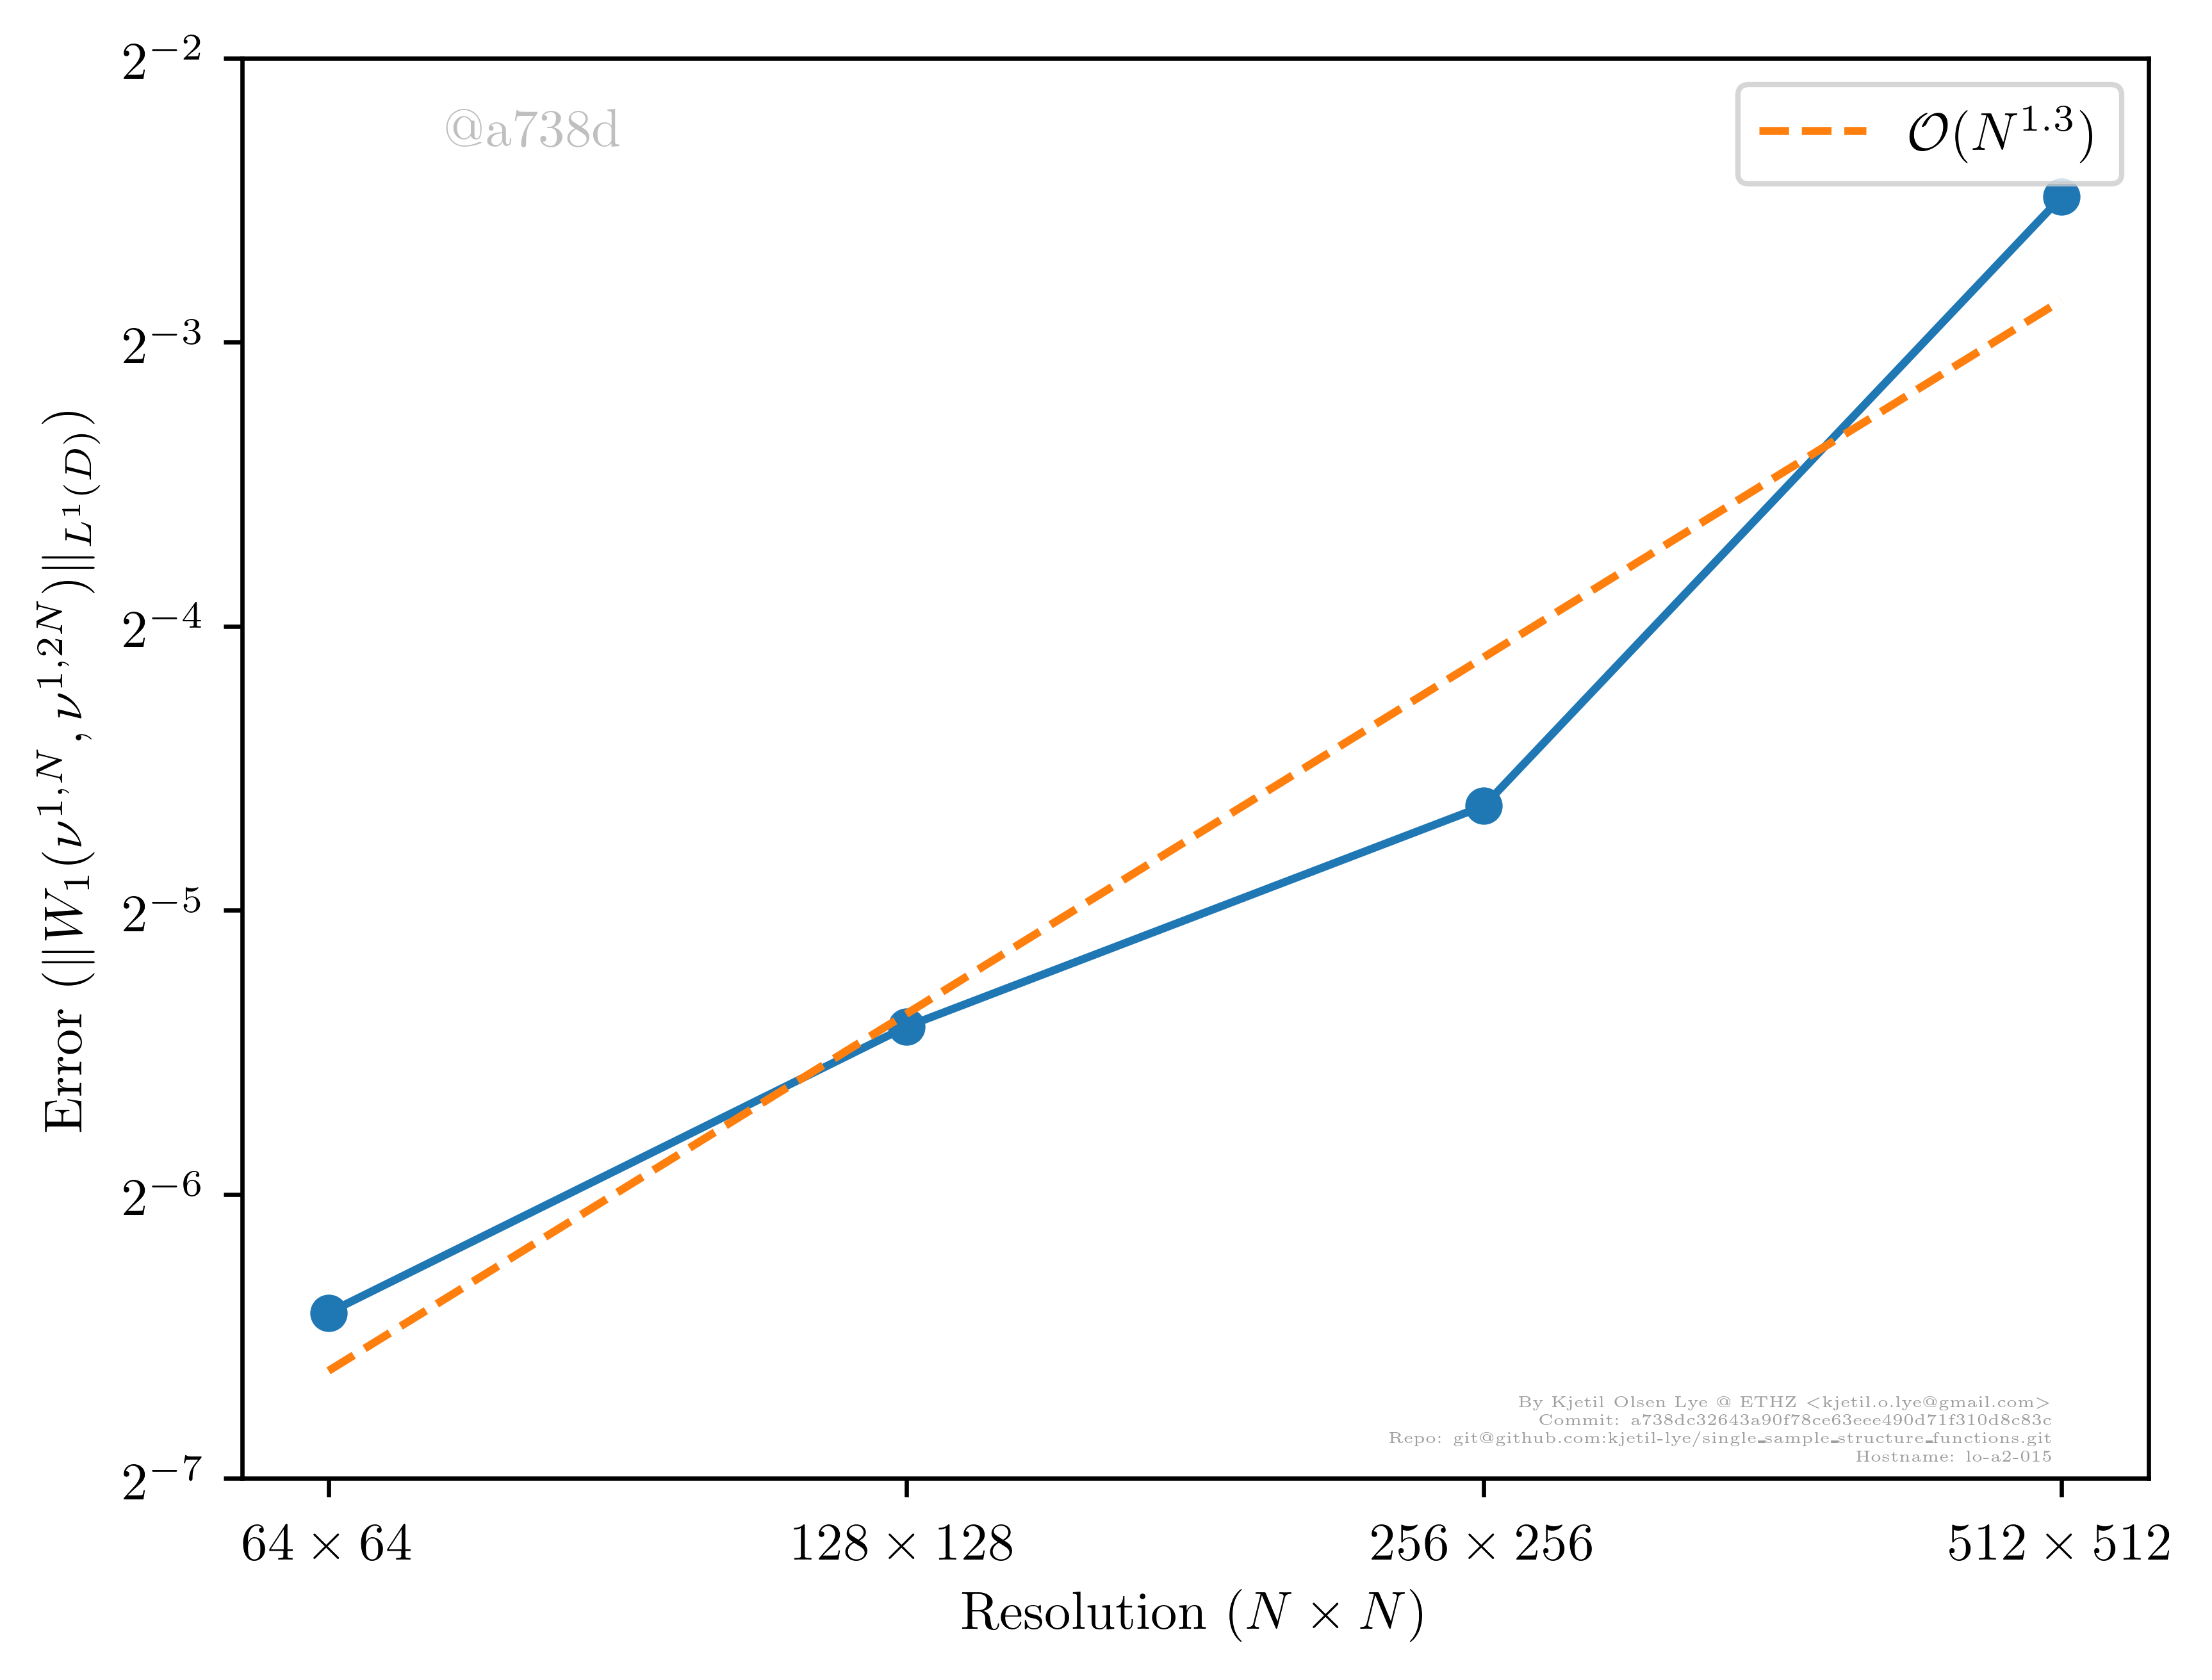 @a738d
𝒪(N^{1.3})
2^{−2}
2^{−3}
2^{−4}
2^{−5}
2^{−6}
2^{−7}
Error (||W_1(ν^{1,N}, ν^{1,2N})||_{L^1(D)})
By Kjetil Olsen Lye @ ETHZ <kjetil.o.lye@gmail.com>
Commit: a738dc32643a90f78ce63eee490d71f310d8c83c
Repo: git@github.com:kjetil-lye/single_sample_structure_functions.git
Hostname: lo-a2-015
64 × 64
128 × 128
256 × 256
512 × 512
Resolution (N × N)